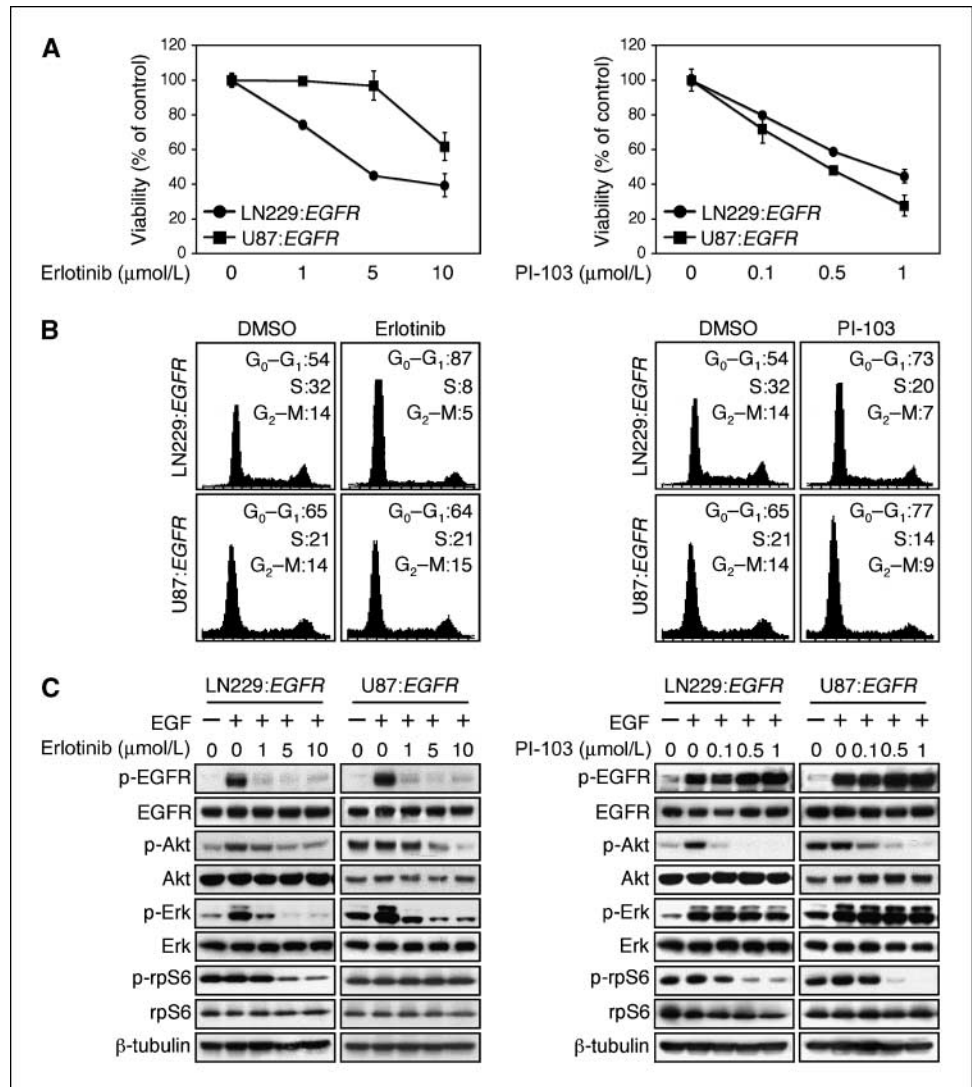 A
120
100
80
60
40
20
0
Viability (% of control)
LN229:EGFR
U87:EGFR
Erlotinib (μmol/L) 0 1 5 10
120
100
80
60
40
20
0
Viability (% of control)
LN229:EGFR
U87:EGFR
PI-103 (μmol/L) 0 0.1 0.5 1
B
DMSO Erlotinib
LN229:EGFR
G₀–G₁:54
S:32
G₂–M:14
G₀–G₁:87
S:8
G₂–M:5
U87:EGFR
G₀–G₁:65
S:21
G₂–M:14
G₀–G₁:64
S:21
G₂–M:15
DMSO PI-103
LN229:EGFR
G₀–G₁:54
S:32
G₂–M:14
G₀–G₁:73
S:20
G₂–M:7
U87:EGFR
G₀–G₁:65
S:21
G₂–M:14
G₀–G₁:77
S:14
G₂–M:9
C
LN229:EGFR U87:EGFR
EGF – + + + + – + + + +
Erlotinib (μmol/L) 0 0 1 5 10 0 0 1 5 10
p-EGFR
EGFR
p-Akt
Akt
p-Erk
Erk
p-rpS6
rpS6
β-tubulin
LN229:EGFR U87:EGFR
EGF – + + + + – + + + +
PI-103 (μmol/L) 0 0 0.1 0.5 1 0 0 0.1 0.5 1
p-EGFR
EGFR
p-Akt
Akt
p-Erk
Erk
p-rpS6
rpS6
β-tubulin